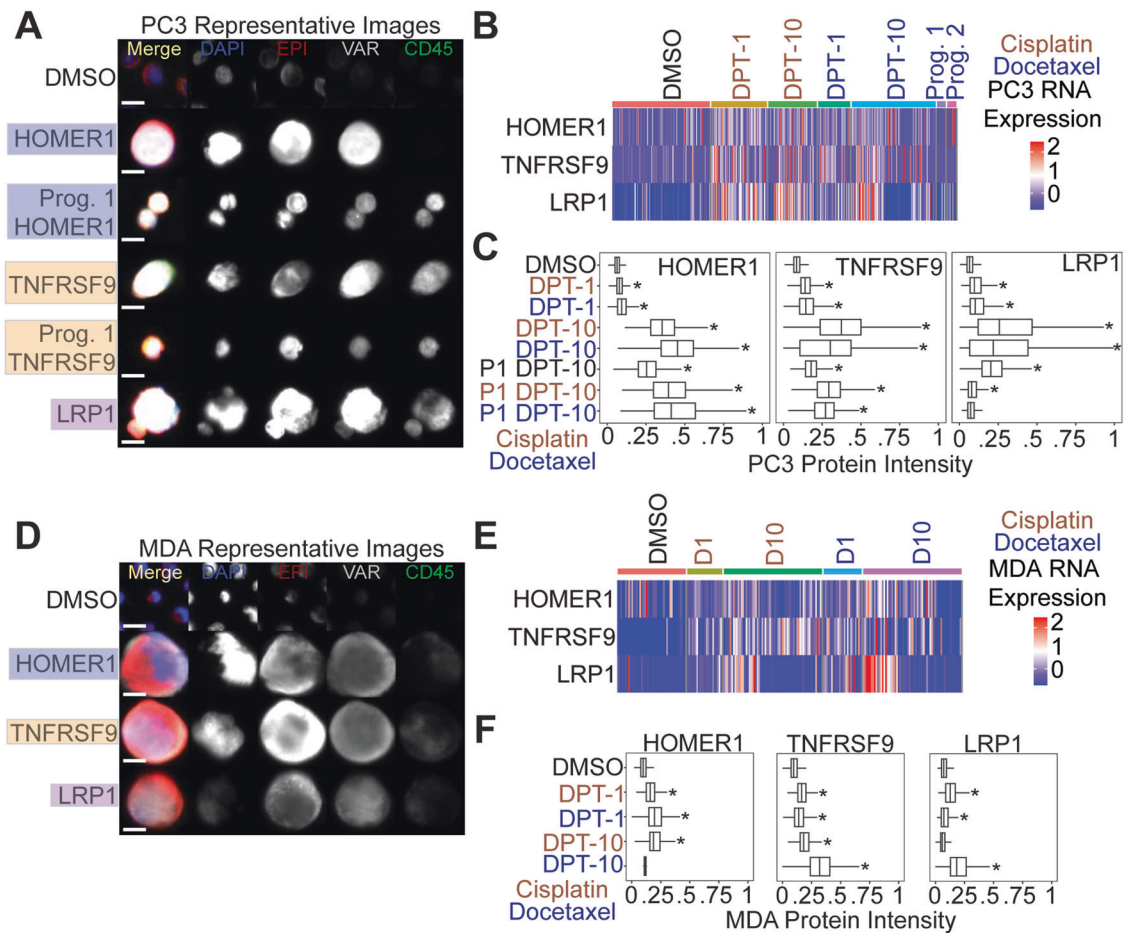 A
PC3 Representative Images
Merge DAPI EPI VAR CD45
DMSO
HOMER1
Prog. 1
HOMER1
TNFRSF9
Prog. 1
TNFRSF9
LRP1
B
DMSO DPT-1 DPT-10 DPT-1 DPT-10 Prog. 1 Prog. 2
Cisplatin
Docetaxel
PC3 RNA
Expression
2
1
0
HOMER1
TNFRSF9
LRP1
C
HOMER1 TNFRSF9 LRP1
DMSO
DPT-1 * * *
DPT-1 * * *
DPT-10 * * *
DPT-10 * * *
P1 DPT-10 * * *
P1 DPT-10 * * *
P1 DPT-10 * *
Cisplatin
Docetaxel
0 .25 .5 .75 1 0 .25 .5 .75 1 0 .25 .5 .75 1
PC3 Protein Intensity
D
MDA Representative Images
Merge DAPI EPI VAR CD45
DMSO
HOMER1
TNFRSF9
LRP1
E
DMSO D1 D10 D1 D10
Cisplatin
Docetaxel
MDA RNA
Expression
2
1
0
HOMER1
TNFRSF9
LRP1
F
HOMER1 TNFRSF9 LRP1
DMSO
DPT-1 * * *
DPT-1 * * *
DPT-10 * *
DPT-10 * *
Cisplatin
Docetaxel
0 .25 .5 .75 1 0 .25 .5 .75 1 0 .25 .5 .75 1
MDA Protein Intensity